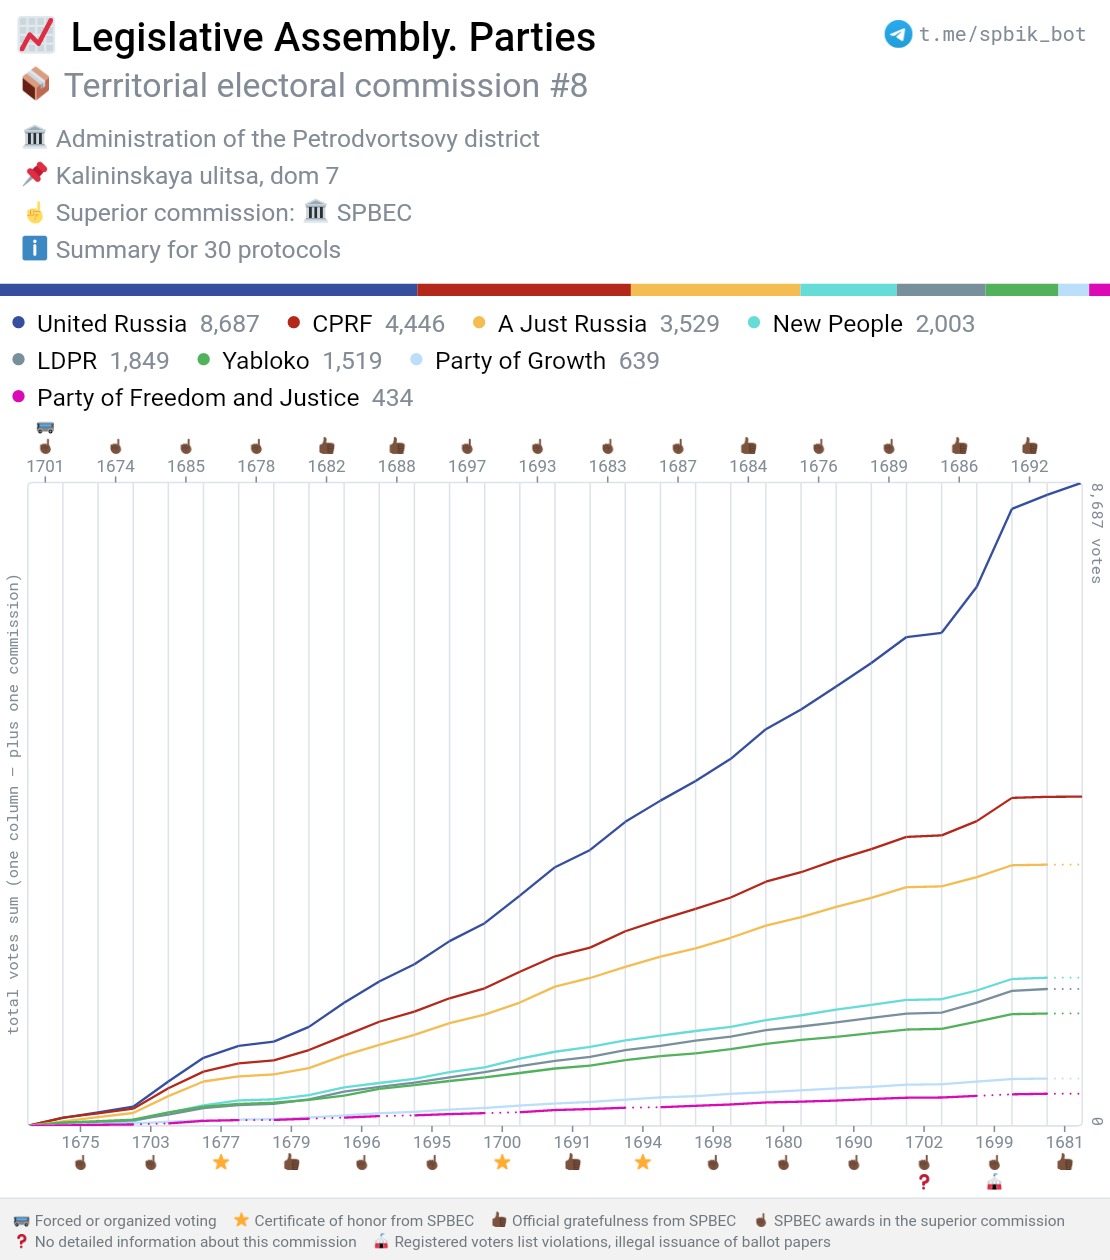 Legislative Assembly. Parties
t.me/spbik_bot
Territorial electoral commission #8
Administration of the Petrodvortsovy district
Kalininskaya ulitsa, dom 7
Superior commission: SPBEC
Summary for 30 protocols
United Russia 8,687 CPRF 4,446 A Just Russia 3,529 New People 2,003
LDPR 1,849 Yabloko 1,519 Party of Growth 639
Party of Freedom and Justice 434
1701 1674 1685 1678 1682 1688 1697 1693 1683 1687 1684 1676 1689 1686 1692
8,687 votes
total votes sum (one column – plus one commission)
0
1675 1703 1677 1679 1696 1695 1700 1691 1694 1698 1680 1690 1702 1699 1681
Forced or organized voting Certificate of honor from SPBEC Official gratefulness from SPBEC SPBEC awards in the superior commission
No detailed information about this commission Registered voters list violations, illegal issuance of ballot papers